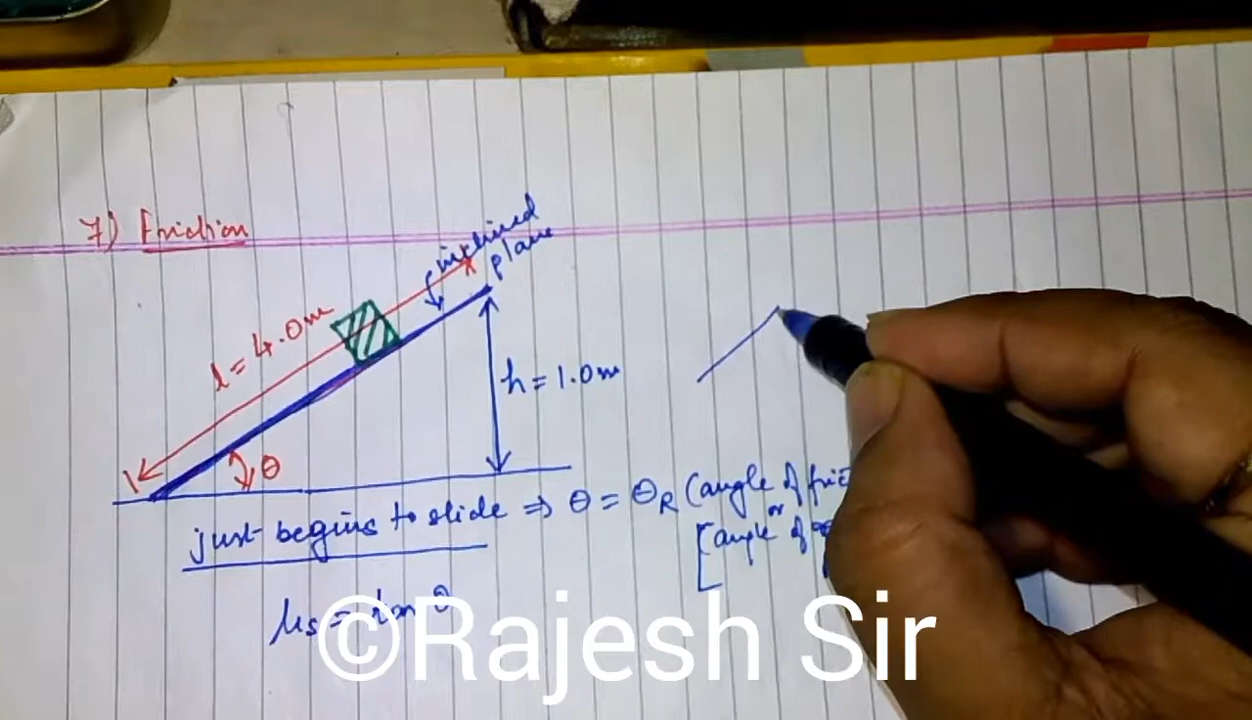 7) Friction
inclined
plane
l = 4.0m
h = 1.0m
θ
just begins to slide ⇒ θ = θR (angle of
or
[angle of
μs = tan θ
©Rajesh Sir